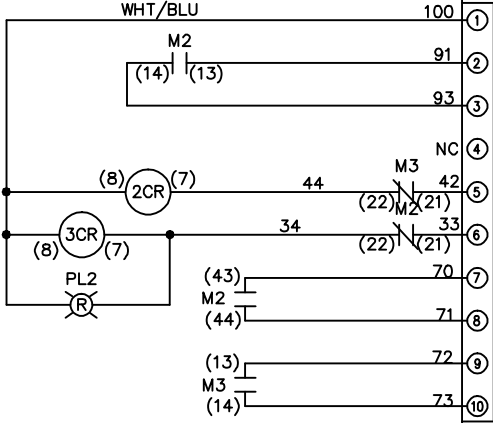 WHT/BLU 100 1
M2
(14) (13) 91 2
93 3
NC 4
(8) 2CR (7) 44 M3 (22) (21) 42 5
(8) 3CR (7) 34 M2 (22) (21) 33 6
PL2
R
(43) 70 7
M2
(44) 71 8
(13) 72 9
M3
(14) 73 10